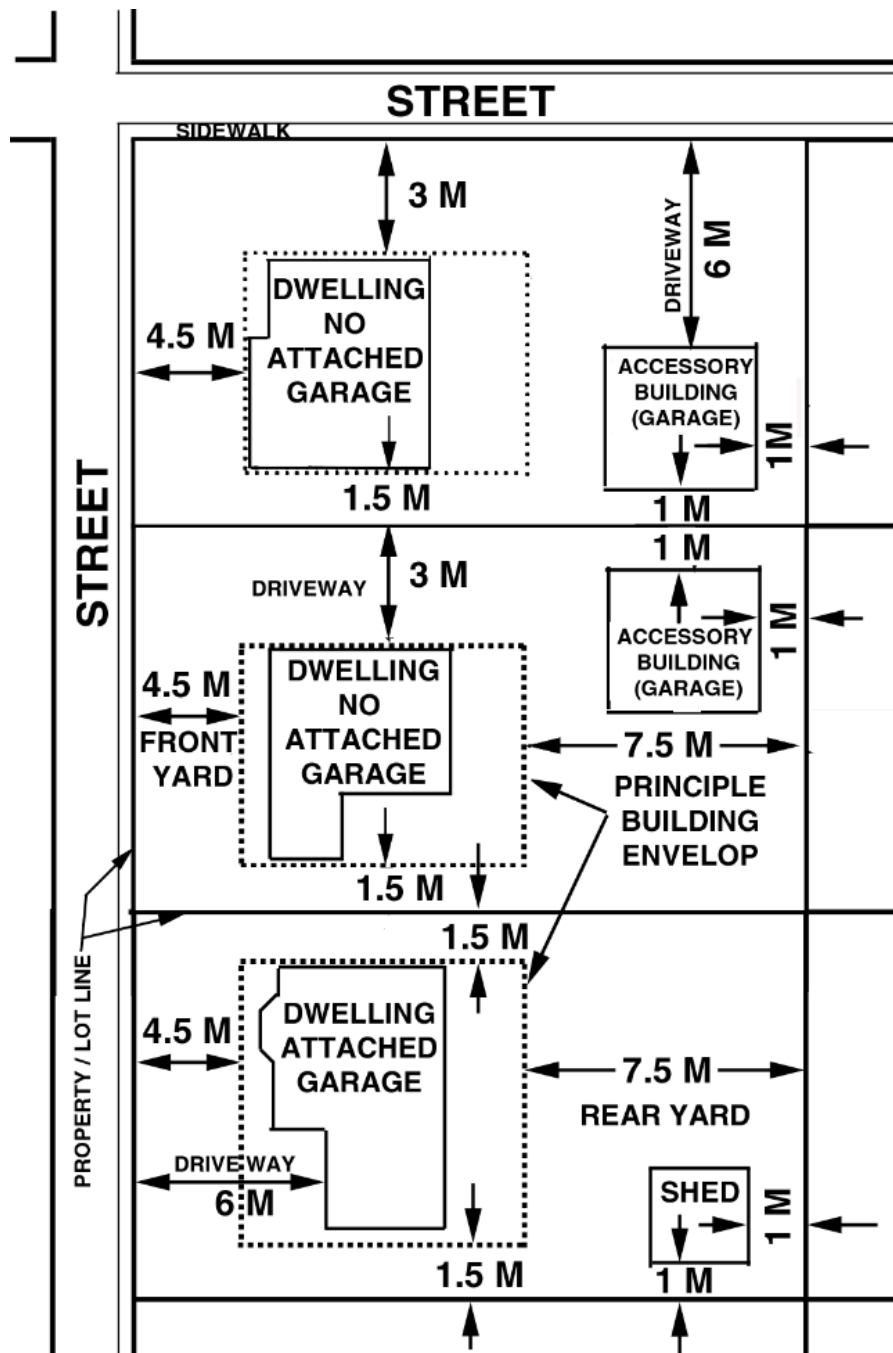 STREET
SIDEWALK
3 M
DRIVEWAY
6 M
DWELLING
NO
ATTACHED
GARAGE
4.5 M
ACCESSORY
BUILDING
(GARAGE)
1M
1.5 M
1 M
STREET
1 M
DRIVEWAY
3 M
ACCESSORY
BUILDING
(GARAGE)
1 M
4.5 M
FRONT
YARD
DWELLING
NO
ATTACHED
GARAGE
7.5 M
PRINCIPLE
BUILDING
ENVELOP
1.5 M
1.5 M
PROPERTY / LOT LINE
4.5 M
DWELLING
ATTACHED
GARAGE
7.5 M
REAR YARD
DRIVE WAY
6 M
SHED
1 M
1.5 M
1 M